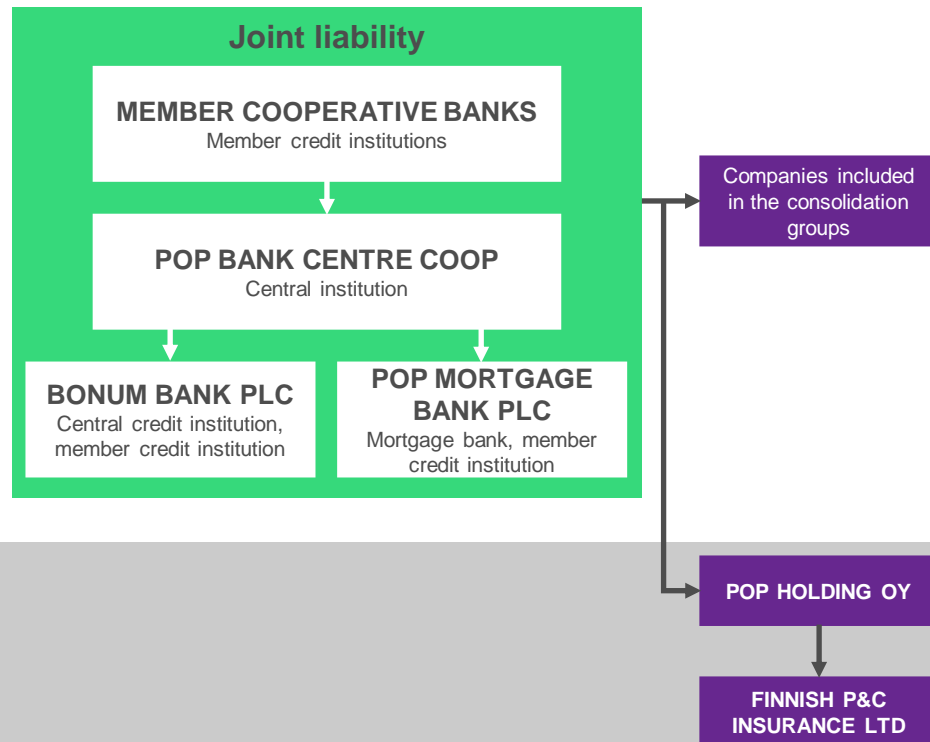 Joint liability
MEMBER COOPERATIVE BANKS
Member credit institutions
POP BANK CENTRE COOP
Central institution
BONUM BANK PLC
Central credit institution,
member credit institution
POP MORTGAGE
BANK PLC
Mortgage bank, member
credit institution
Companies included
in the consolidation
groups
POP HOLDING OY
FINNISH P&C
INSURANCE LTD